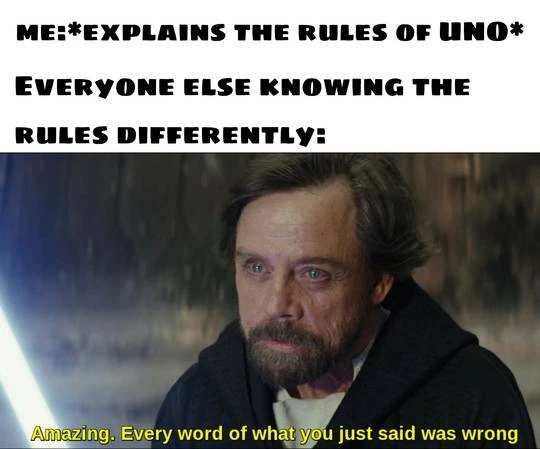 ME:*EXPLAINS THE RULES OF UNO*
EVERYONE ELSE KNOWING THE
RULES DIFFERENTLY:
Amazing. Every word of what you just said was wrong